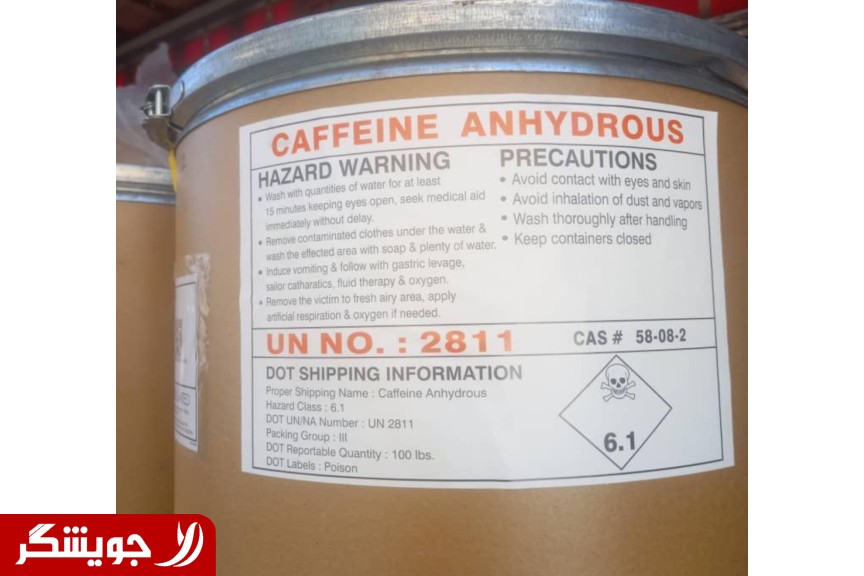 CAFFEINE ANHYDROUS
HAZARD WARNING
• Wash with quantities of water for at least
15 minutes keeping eyes open, seek medical aid
immediately without delay.
• Remove contaminated clothes under the water &
wash the effected area with soap & plenty of water.
• Induce vomiting & follow with gastric levage,
sailor catharatics, fluid therapy & oxygen.
• Remove the victim to fresh airy area, apply
artificial respiration & oxygen if needed.
PRECAUTIONS
• Avoid contact with eyes and skin
• Avoid inhalation of dust and vapors
• Wash thoroughly after handling
• Keep containers closed
UN NO. : 2811
CAS # 58-08-2
DOT SHIPPING INFORMATION
Proper Shipping Name : Caffeine Anhydrous
Hazard Class : 6.1
DOT UN/NA Number : UN 2811
Packing Group : III
DOT Reportable Quantity : 100 lbs.
DOT Labels : Poison
6.1
جویشگر